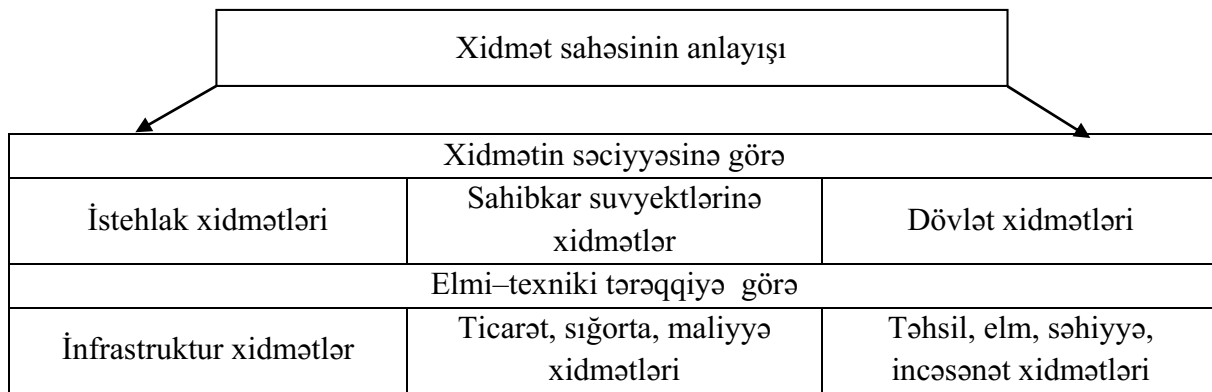 Xidmət sahəsinin anlayışı
Xidmətin səciyyəsinə görə
İstehlak xidmətləri
Sahibkar suvyektlərinə
xidmətlər
Dövlət xidmətləri
Elmi–texniki tərəqqiyə görə
İnfrastruktur xidmətlər
Ticarət, sığorta, maliyyə
xidmətləri
Təhsil, elm, səhiyyə,
incəsənət xidmətləri